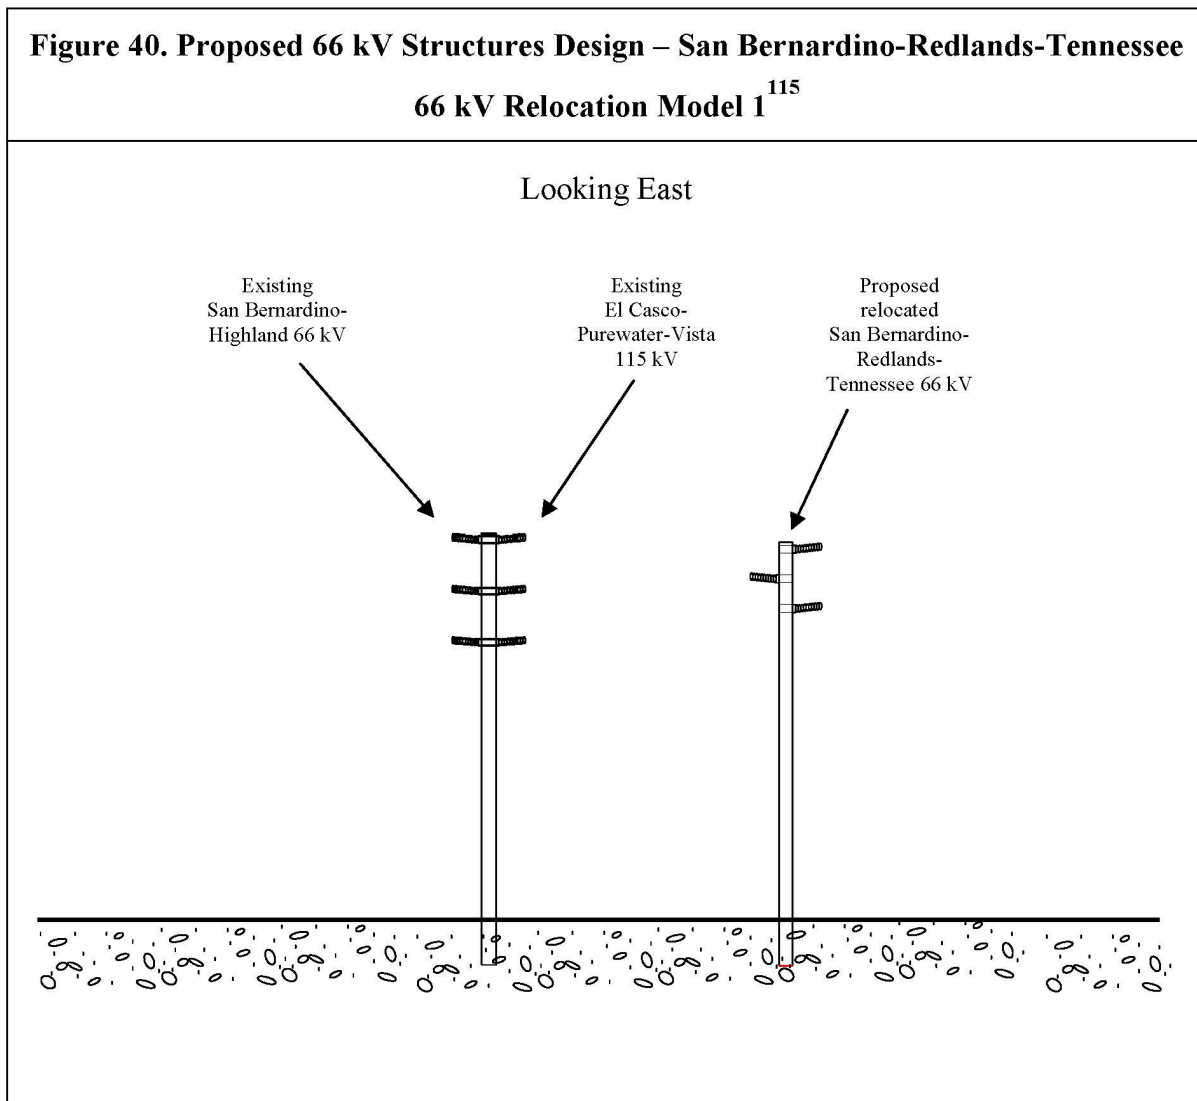 Figure 40. Proposed 66 kV Structures Design – San Bernardino-Redlands-Tennessee
66 kV Relocation Model 1115
Looking East
Existing
San Bernardino-
Highland 66 kV
Existing
El Casco-
Purewater-Vista
115 kV
Proposed
relocated
San Bernardino-
Redlands-
Tennessee 66 kV